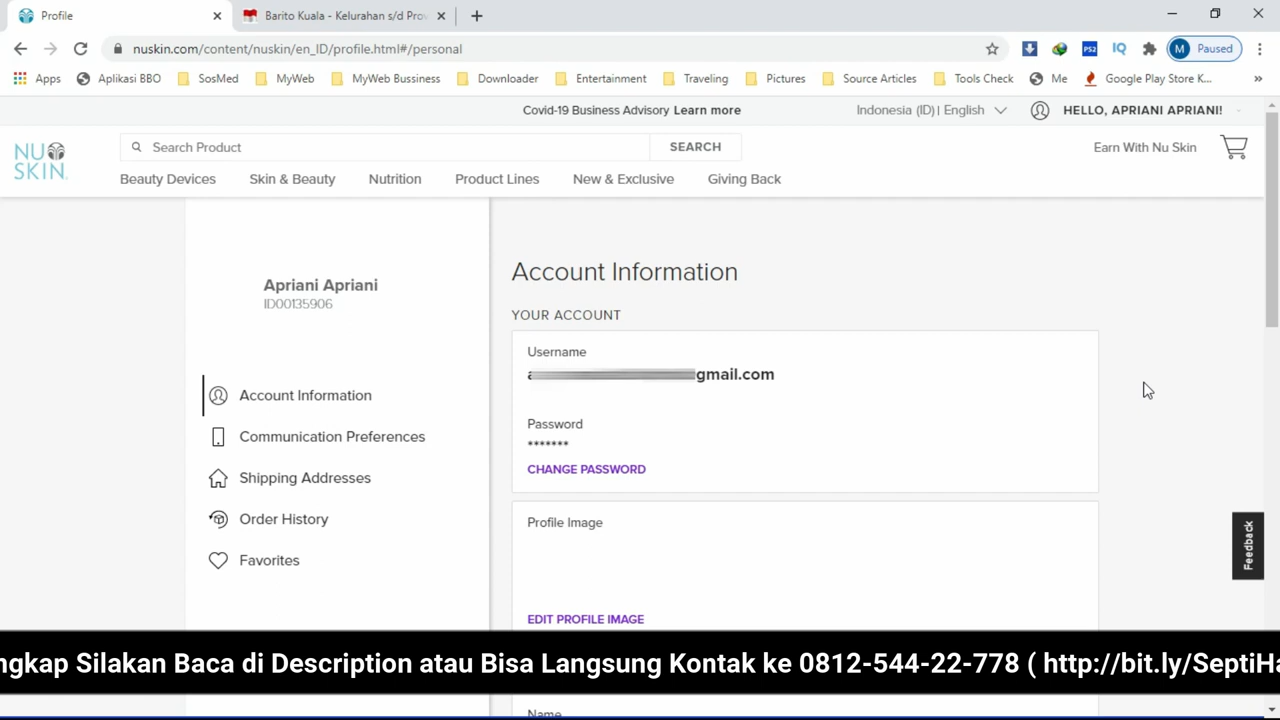 Profile
Barito Kuala - Kelurahan s/d Prov
nuskin.com/content/nuskin/en_ID/profile.html#/personal
PS2
IQ
M Paused
Apps
Aplikasi BBO
SosMed
MyWeb
MyWeb Bussiness
Downloader
Entertainment
Traveling
Pictures
Source Articles
Tools Check
Me
Google Play Store K...
Covid-19 Business Advisory Learn more
Indonesia (ID) | English
HELLO, APRIANI APRIANI!
NU SKIN.
Search Product
SEARCH
Earn With Nu Skin
Beauty Devices
Skin & Beauty
Nutrition
Product Lines
New & Exclusive
Giving Back
Apriani Apriani
ID00135906
Account Information
Communication Preferences
Shipping Addresses
Order History
Favorites
Account Information
YOUR ACCOUNT
Username
gmail.com
Password
*******
CHANGE PASSWORD
Profile Image
EDIT PROFILE IMAGE
Feedback
ngkap Silakan Baca di Description atau Bisa Langsung Kontak ke 0812-544-22-778 ( http://bit.ly/SeptiHa
Name